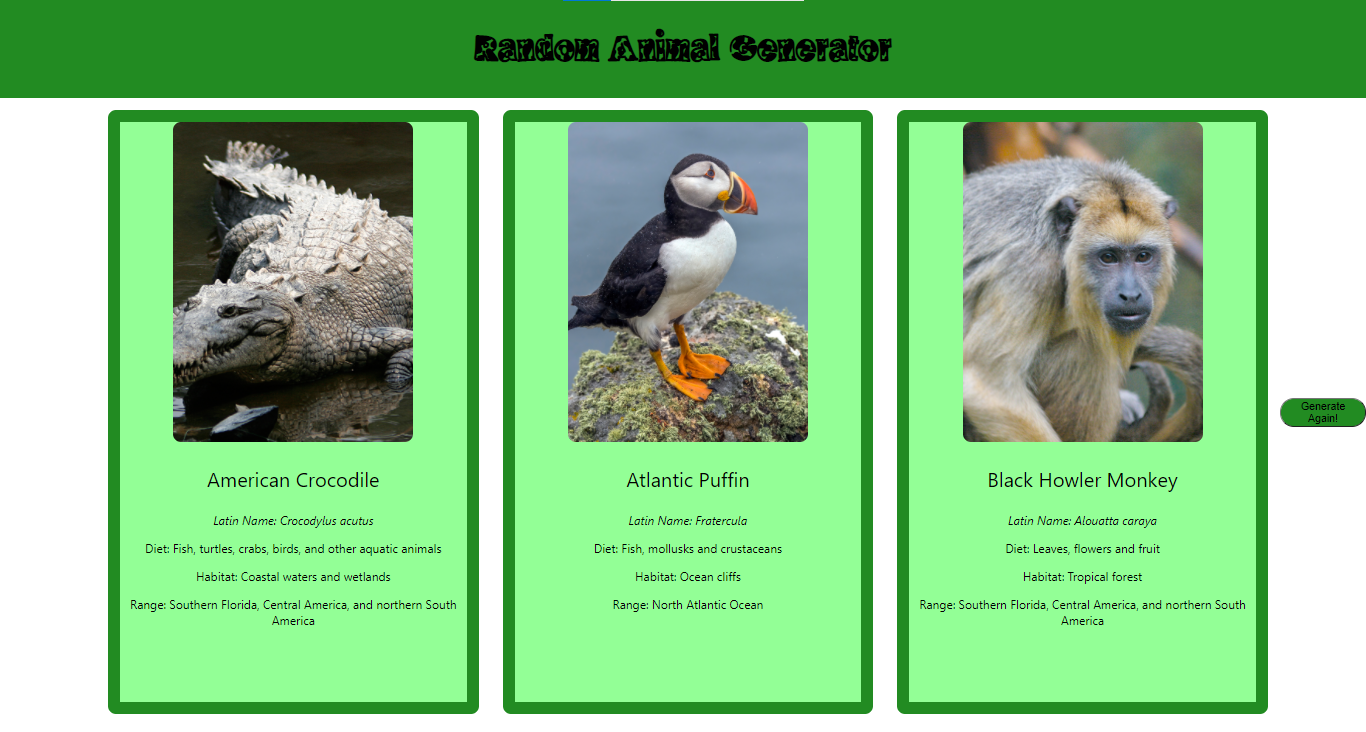 Random Animal Generator
American Crocodile
Latin Name: Crocodylus acutus
Diet: Fish, turtles, crabs, birds, and other aquatic animals
Habitat: Coastal waters and wetlands
Range: Southern Florida, Central America, and northern South
America
Atlantic Puffin
Latin Name: Fratercula
Diet: Fish, mollusks and crustaceans
Habitat: Ocean cliffs
Range: North Atlantic Ocean
Black Howler Monkey
Latin Name: Alouatta caraya
Diet: Leaves, flowers and fruit
Habitat: Tropical forest
Range: Southern Florida, Central America, and northern South
America
Generate
Again!